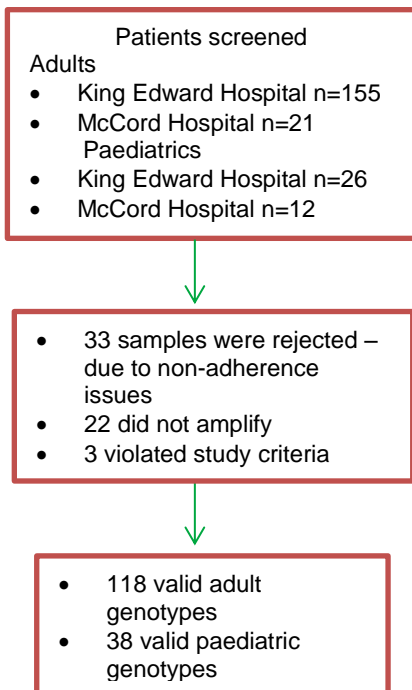 Patients screened
Adults
• King Edward Hospital n=155
• McCord Hospital n=21
Paediatrics
• King Edward Hospital n=26
• McCord Hospital n=12
• 33 samples were rejected –
due to non-adherence
issues
• 22 did not amplify
• 3 violated study criteria
• 118 valid adult
genotypes
• 38 valid paediatric
genotypes